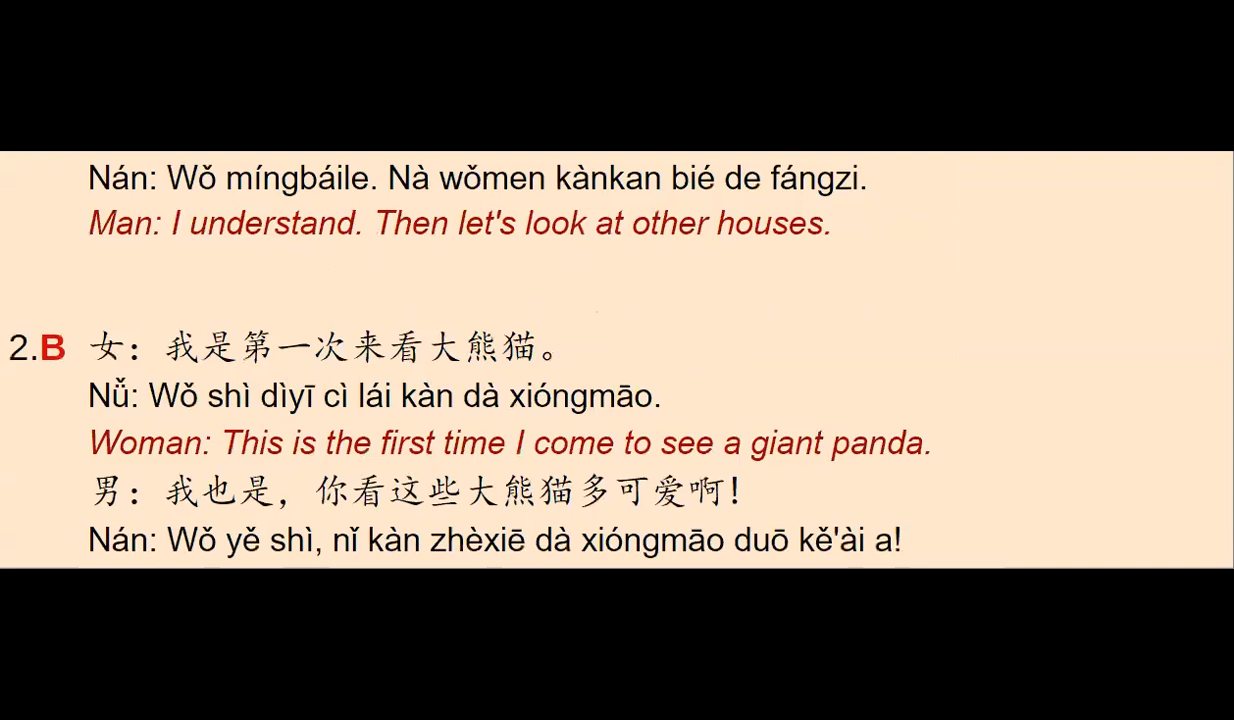 Nán: Wǒ míngbáile. Nà wǒmen kànkan bié de fángzi.
Man: I understand. Then let's look at other houses.
2.B 女：我是第一次来看大熊猫。
Nǚ: Wǒ shì dìyī cì lái kàn dà xióngmāo.
Woman: This is the first time I come to see a giant panda.
男：我也是，你看这些大熊猫多可爱啊！
Nán: Wǒ yě shì, nǐ kàn zhèxiē dà xióngmāo duō kě'ài a!